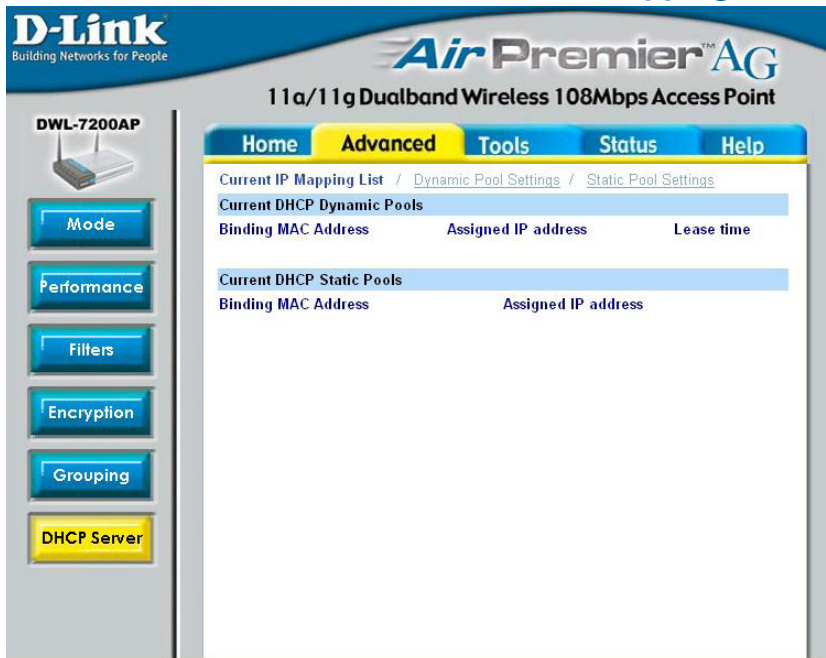 D-Link
Building Networks for People
Air Premier™AG
11a/11g Dualband Wireless 108Mbps Access Point
DWL-7200AP
Home Advanced Tools Status Help
Current IP Mapping List / Dynamic Pool Settings / Static Pool Settings
Current DHCP Dynamic Pools
Binding MAC Address Assigned IP address Lease time
Current DHCP Static Pools
Binding MAC Address Assigned IP address
Mode
Performance
Filters
Encryption
Grouping
DHCP Server